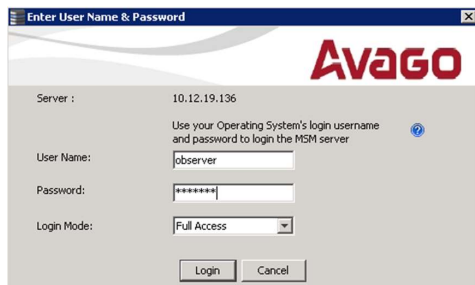 Enter User Name & Password
AVAGO
Server : 10.12.19.136
Use your Operating System's login username
and password to login the MSM server
User Name: observer
Password: *******
Login Mode: Full Access
Login Cancel